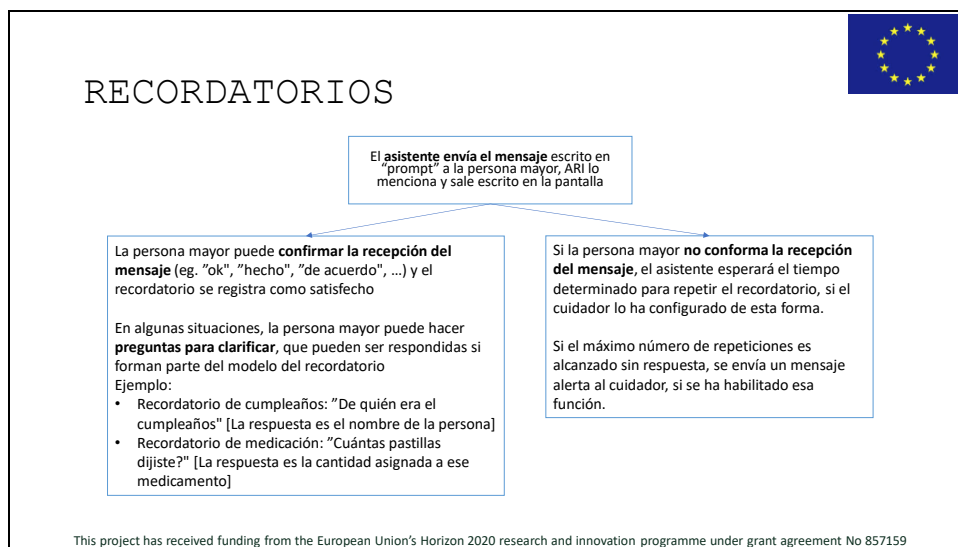 RECORDATORIOS
El asistente envía el mensaje escrito en
“prompt” a la persona mayor, ARI lo
menciona y sale escrito en la pantalla
La persona mayor puede confirmar la recepción del
mensaje (eg. ”ok", ”hecho", ”de acuerdo", …) y el
recordatorio se registra como satisfecho
En algunas situaciones, la persona mayor puede hacer
preguntas para clarificar, que pueden ser respondidas si
forman parte del modelo del recordatorio
Ejemplo:
• Recordatorio de cumpleaños: ”De quién era el
cumpleaños" [La respuesta es el nombre de la persona]
• Recordatorio de medicación: ”Cuántas pastillas
dijiste?" [La respuesta es la cantidad asignada a ese
medicamento]
Si la persona mayor no conforma la recepción
del mensaje, el asistente esperará el tiempo
determinado para repetir el recordatorio, si el
cuidador lo ha configurado de esta forma.
Si el máximo número de repeticiones es
alcanzado sin respuesta, se envía un mensaje
alerta al cuidador, si se ha habilitado esa
función.
This project has received funding from the European Union’s Horizon 2020 research and innovation programme under grant agreement No 857159